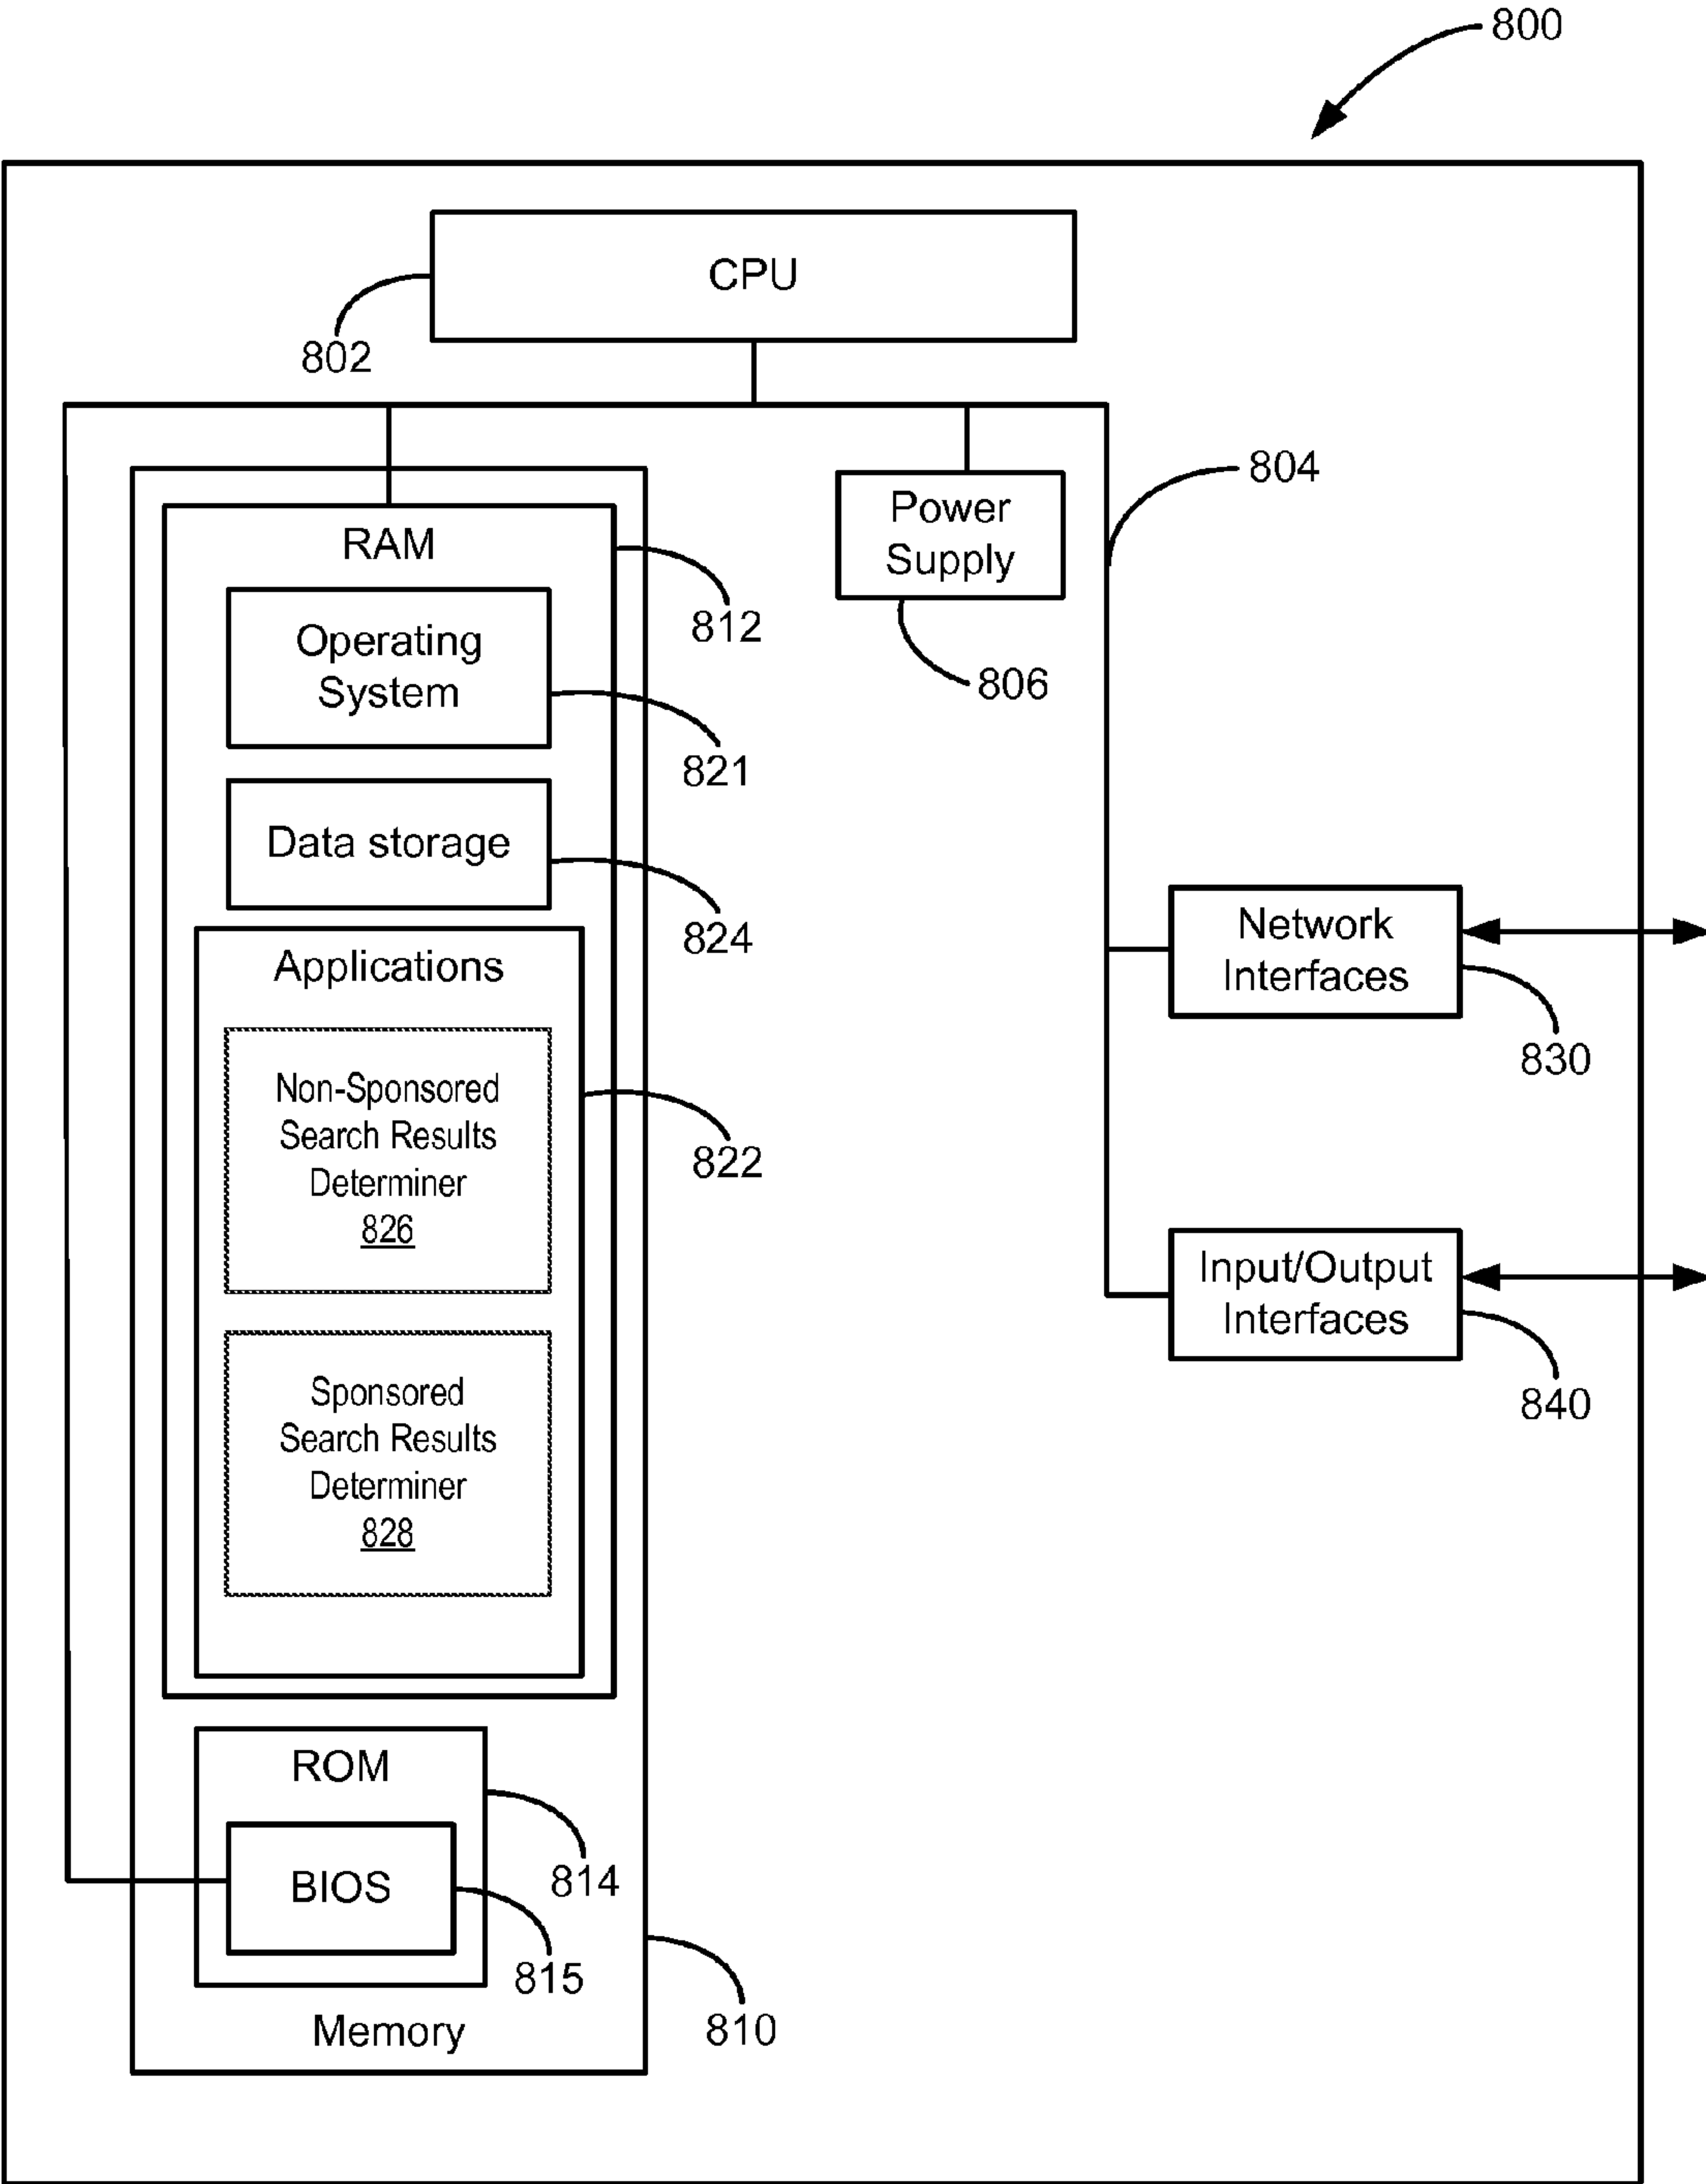 800
CPU
802
804
RAM
812
Power
Supply
806
Operating
System
821
Data storage
824
Applications
Non-Sponsored
Search Results
Determiner
826
822
Network
Interfaces
830
Input/Output
Interfaces
840
Sponsored
Search Results
Determiner
828
ROM
814
BIOS
815
Memory
810